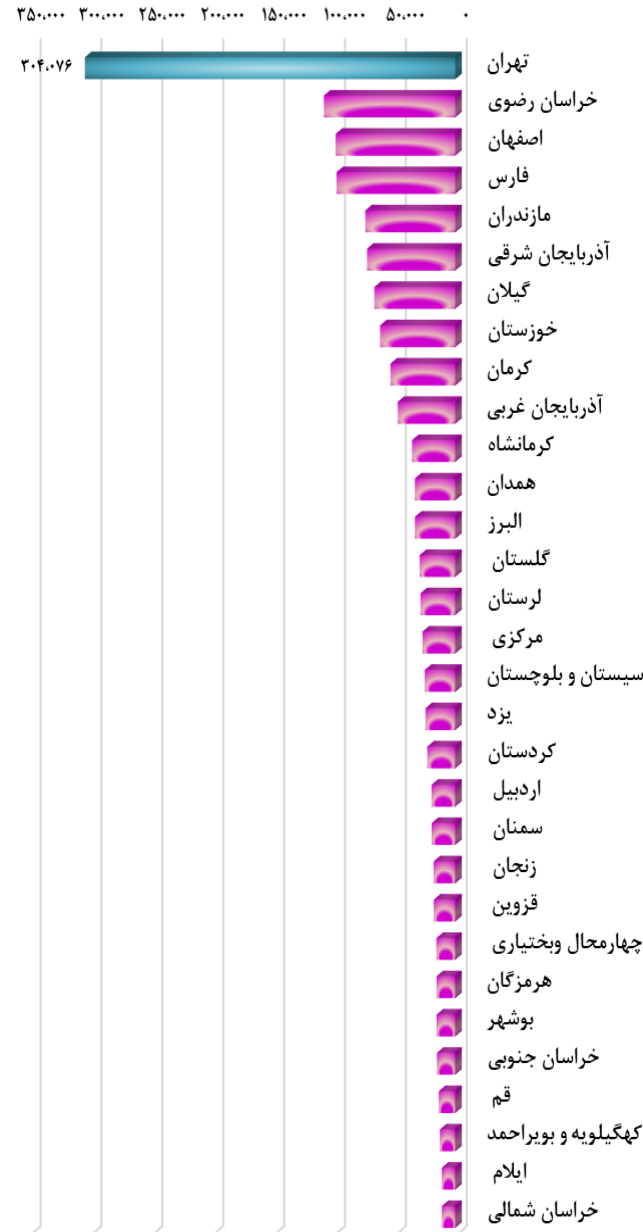 ۳۵۰،۰۰۰ ۳۰۰،۰۰۰ ۲۵۰،۰۰۰ ۲۰۰،۰۰۰ ۱۵۰،۰۰۰ ۱۰۰،۰۰۰ ۵۰،۰۰۰ ۰
تهران
۳۰۴،۰۷۶
خراسان رضوی
اصفهان
فارس
مازندران
آذربایجان شرقی
گیلان
خوزستان
کرمان
آذربایجان غربی
کرمانشاه
همدان
البرز
گلستان
لرستان
مرکزی
سیستان و بلوچستان
یزد
کردستان
اردبیل
سمنان
زنجان
قزوین
چهارمحال وبختیاری
هرمزگان
بوشهر
خراسان جنوبی
قم
کهگیلویه و بویراحمد
ایلام
خراسان شمالی